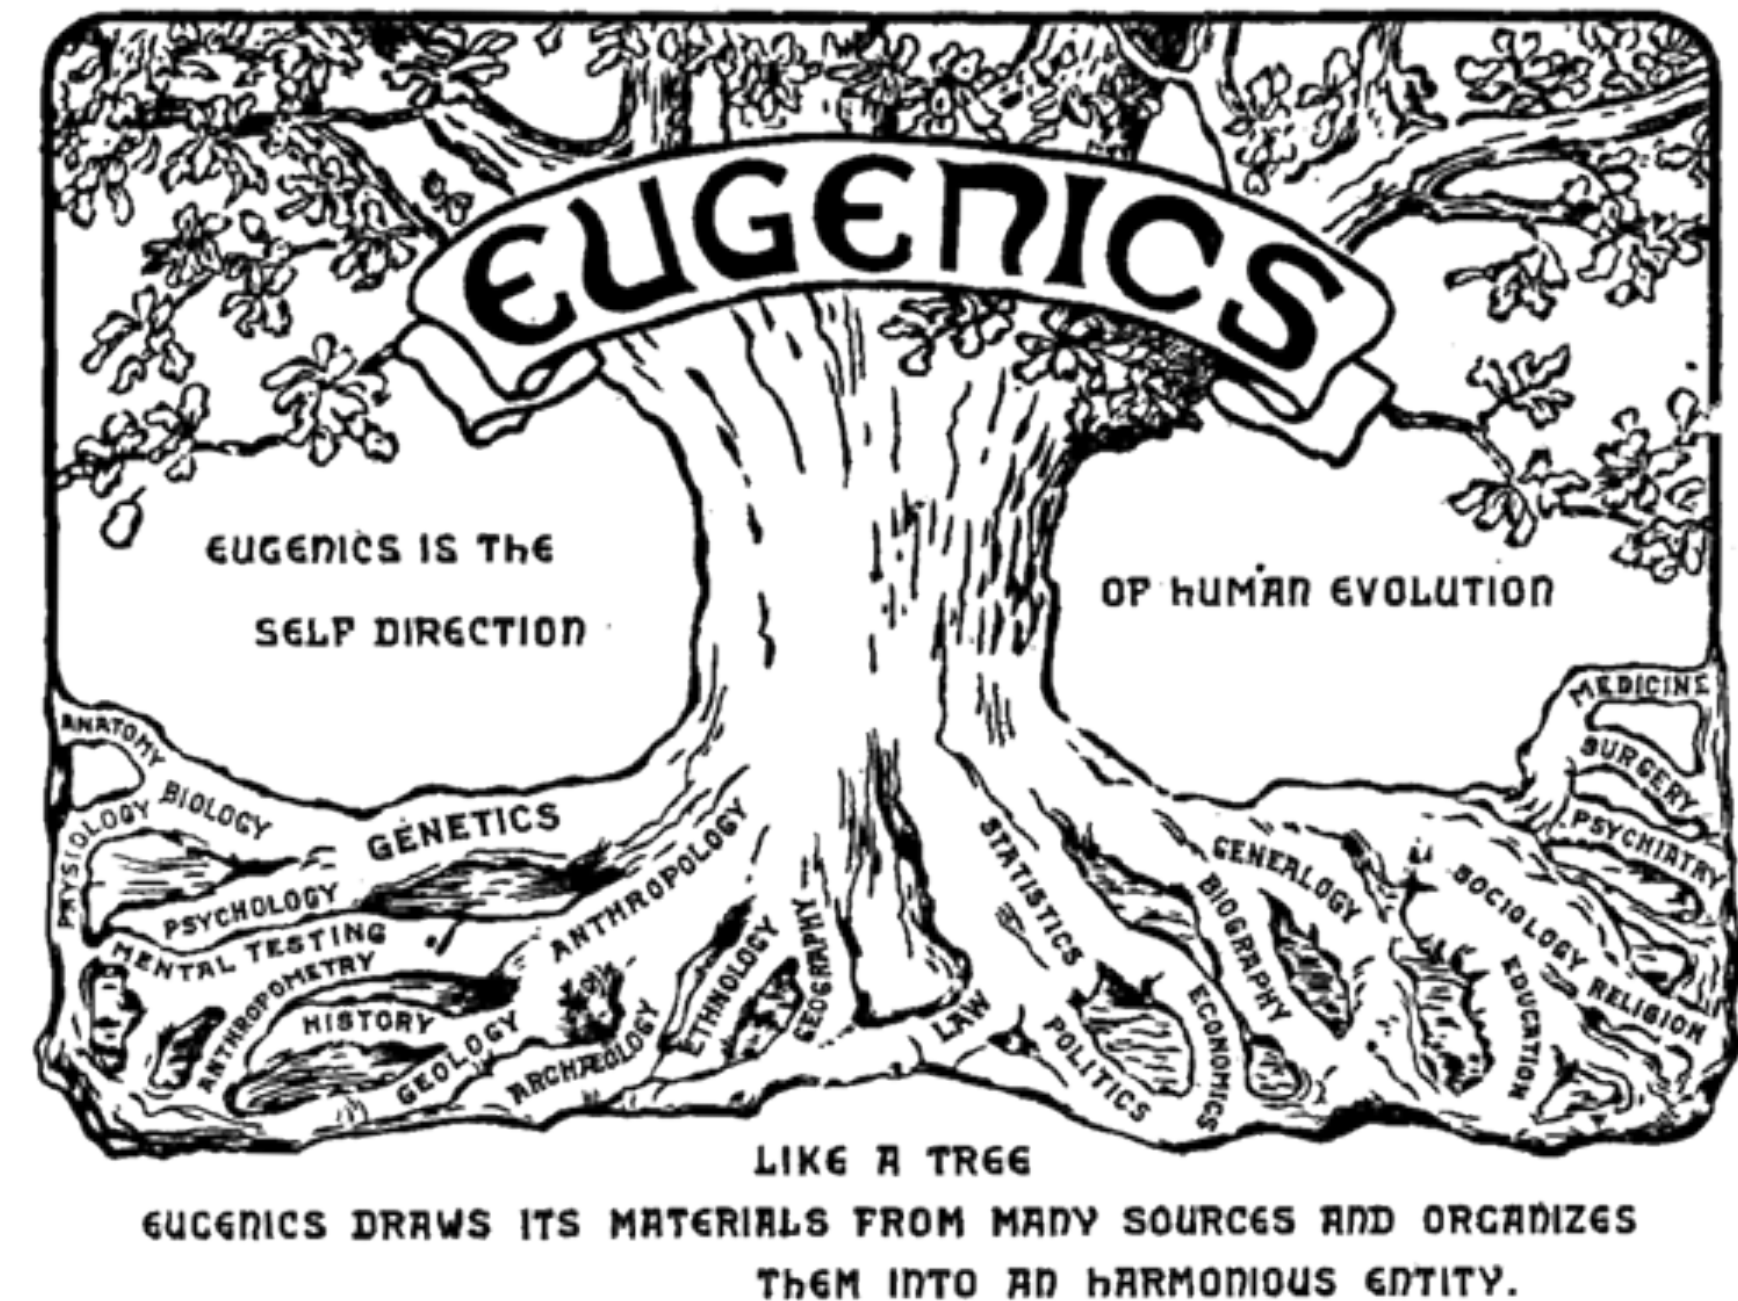 EUGENICS
EUGENICS IS THE
SELF DIRECTION
OF HUMAN EVOLUTION
ANATOMY
BIOLOGY
PHYSIOLOGY
GENETICS
PSYCHOLOGY
MENTAL TESTING
ANTHROPOMETRY
HISTORY
GEOLOGY
ANTHROPOLOGY
ARCHÆOLOGY
ETHNOLOGY
GEOGRAPHY
LAW
STATISTICS
POLITICS
ECONOMICS
BIOGRAPHY
GENEALOGY
EDUCATION
SOCIOLOGY
RELIGION
PSYCHIATRY
SURGERY
MEDICINE
LIKE A TREE
EUGENICS DRAWS ITS MATERIALS FROM MANY SOURCES AND ORGANIZES
THEM INTO AN HARMONIOUS ENTITY.